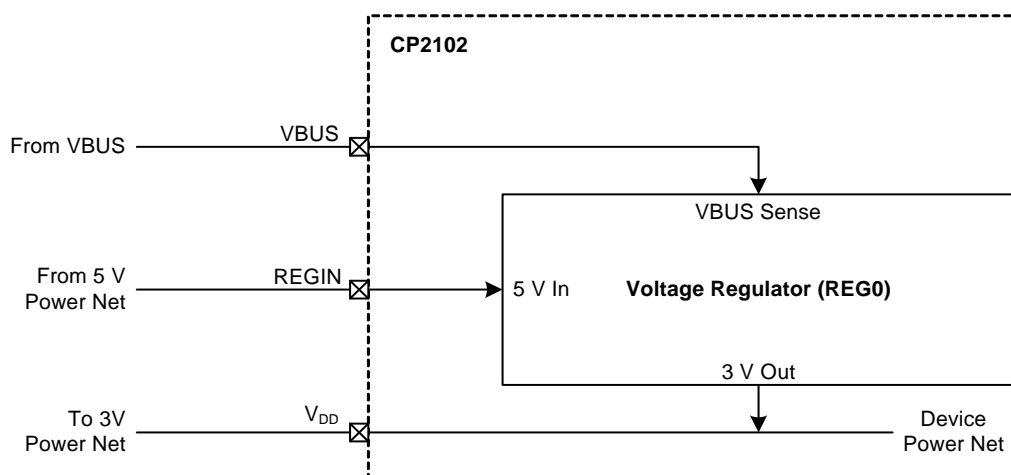 CP2102
From VBUS
VBUS
VBUS Sense
From 5 V
Power Net
REGIN
5 V In
Voltage Regulator (REG0)
3 V Out
To 3V
Power Net
VDD
Device
Power Net